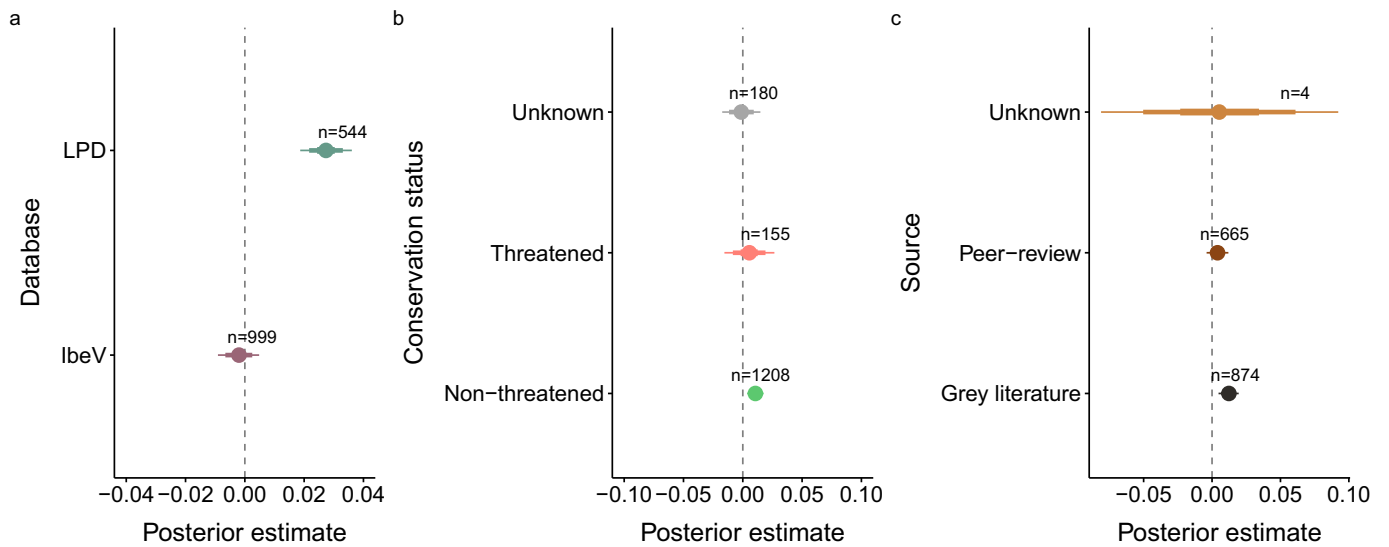 a
Database
LPD
IbeV
n=544
n=999
−0.04 −0.02 0.00 0.02 0.04
Posterior estimate
b
Conservation status
Unknown
Threatened
Non−threatened
n=180
n=155
n=1208
−0.10 −0.05 0.00 0.05 0.10
Posterior estimate
c
Source
Unknown
Peer−review
Grey literature
n=4
n=665
n=874
−0.05 0.00 0.05 0.10
Posterior estimate